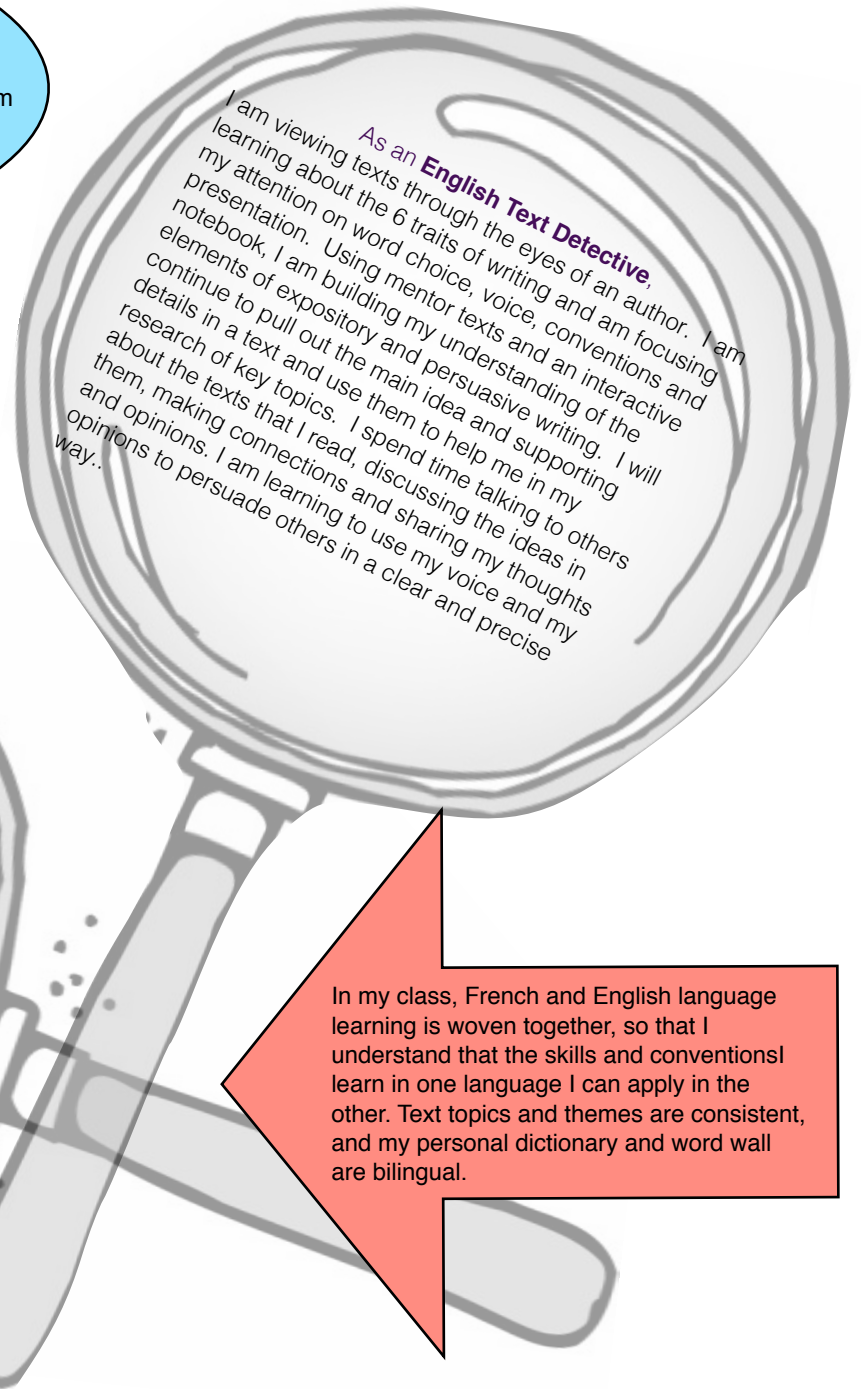 m
As an English Text Detective,
I am viewing texts through the eyes of an author.  I am
learning about the 6 traits of writing and am focusing
my attention on word choice, voice, conventions and
presentation.  Using mentor texts and an interactive
notebook, I am building my understanding of the
elements of expository and persuasive writing.  I will
continue to pull out the main idea and supporting
details in a text and use them to help me in my
research of key topics.  I spend time talking to others
about the texts that I read, discussing the ideas in
them, making connections and sharing my thoughts
and opinions. I am learning to use my voice and my
opinions to persuade others in a clear and precise
way..
In my class, French and English language
learning is woven together, so that I
understand that the skills and conventionsI
learn in one language I can apply in the
other. Text topics and themes are consistent,
and my personal dictionary and word wall
are bilingual.